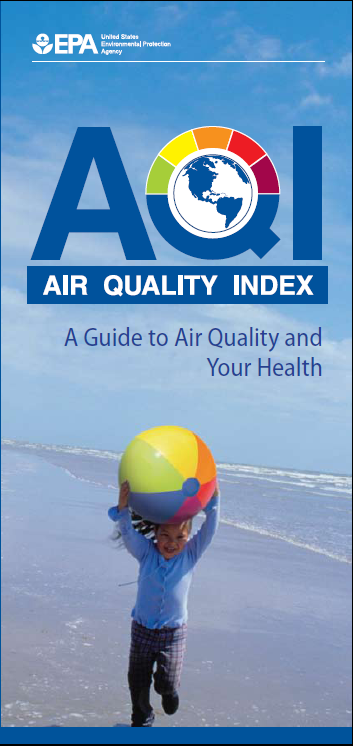 EPA
United States
Environmental Protection
Agency
AQI
AIR QUALITY INDEX
A Guide to Air Quality and
Your Health